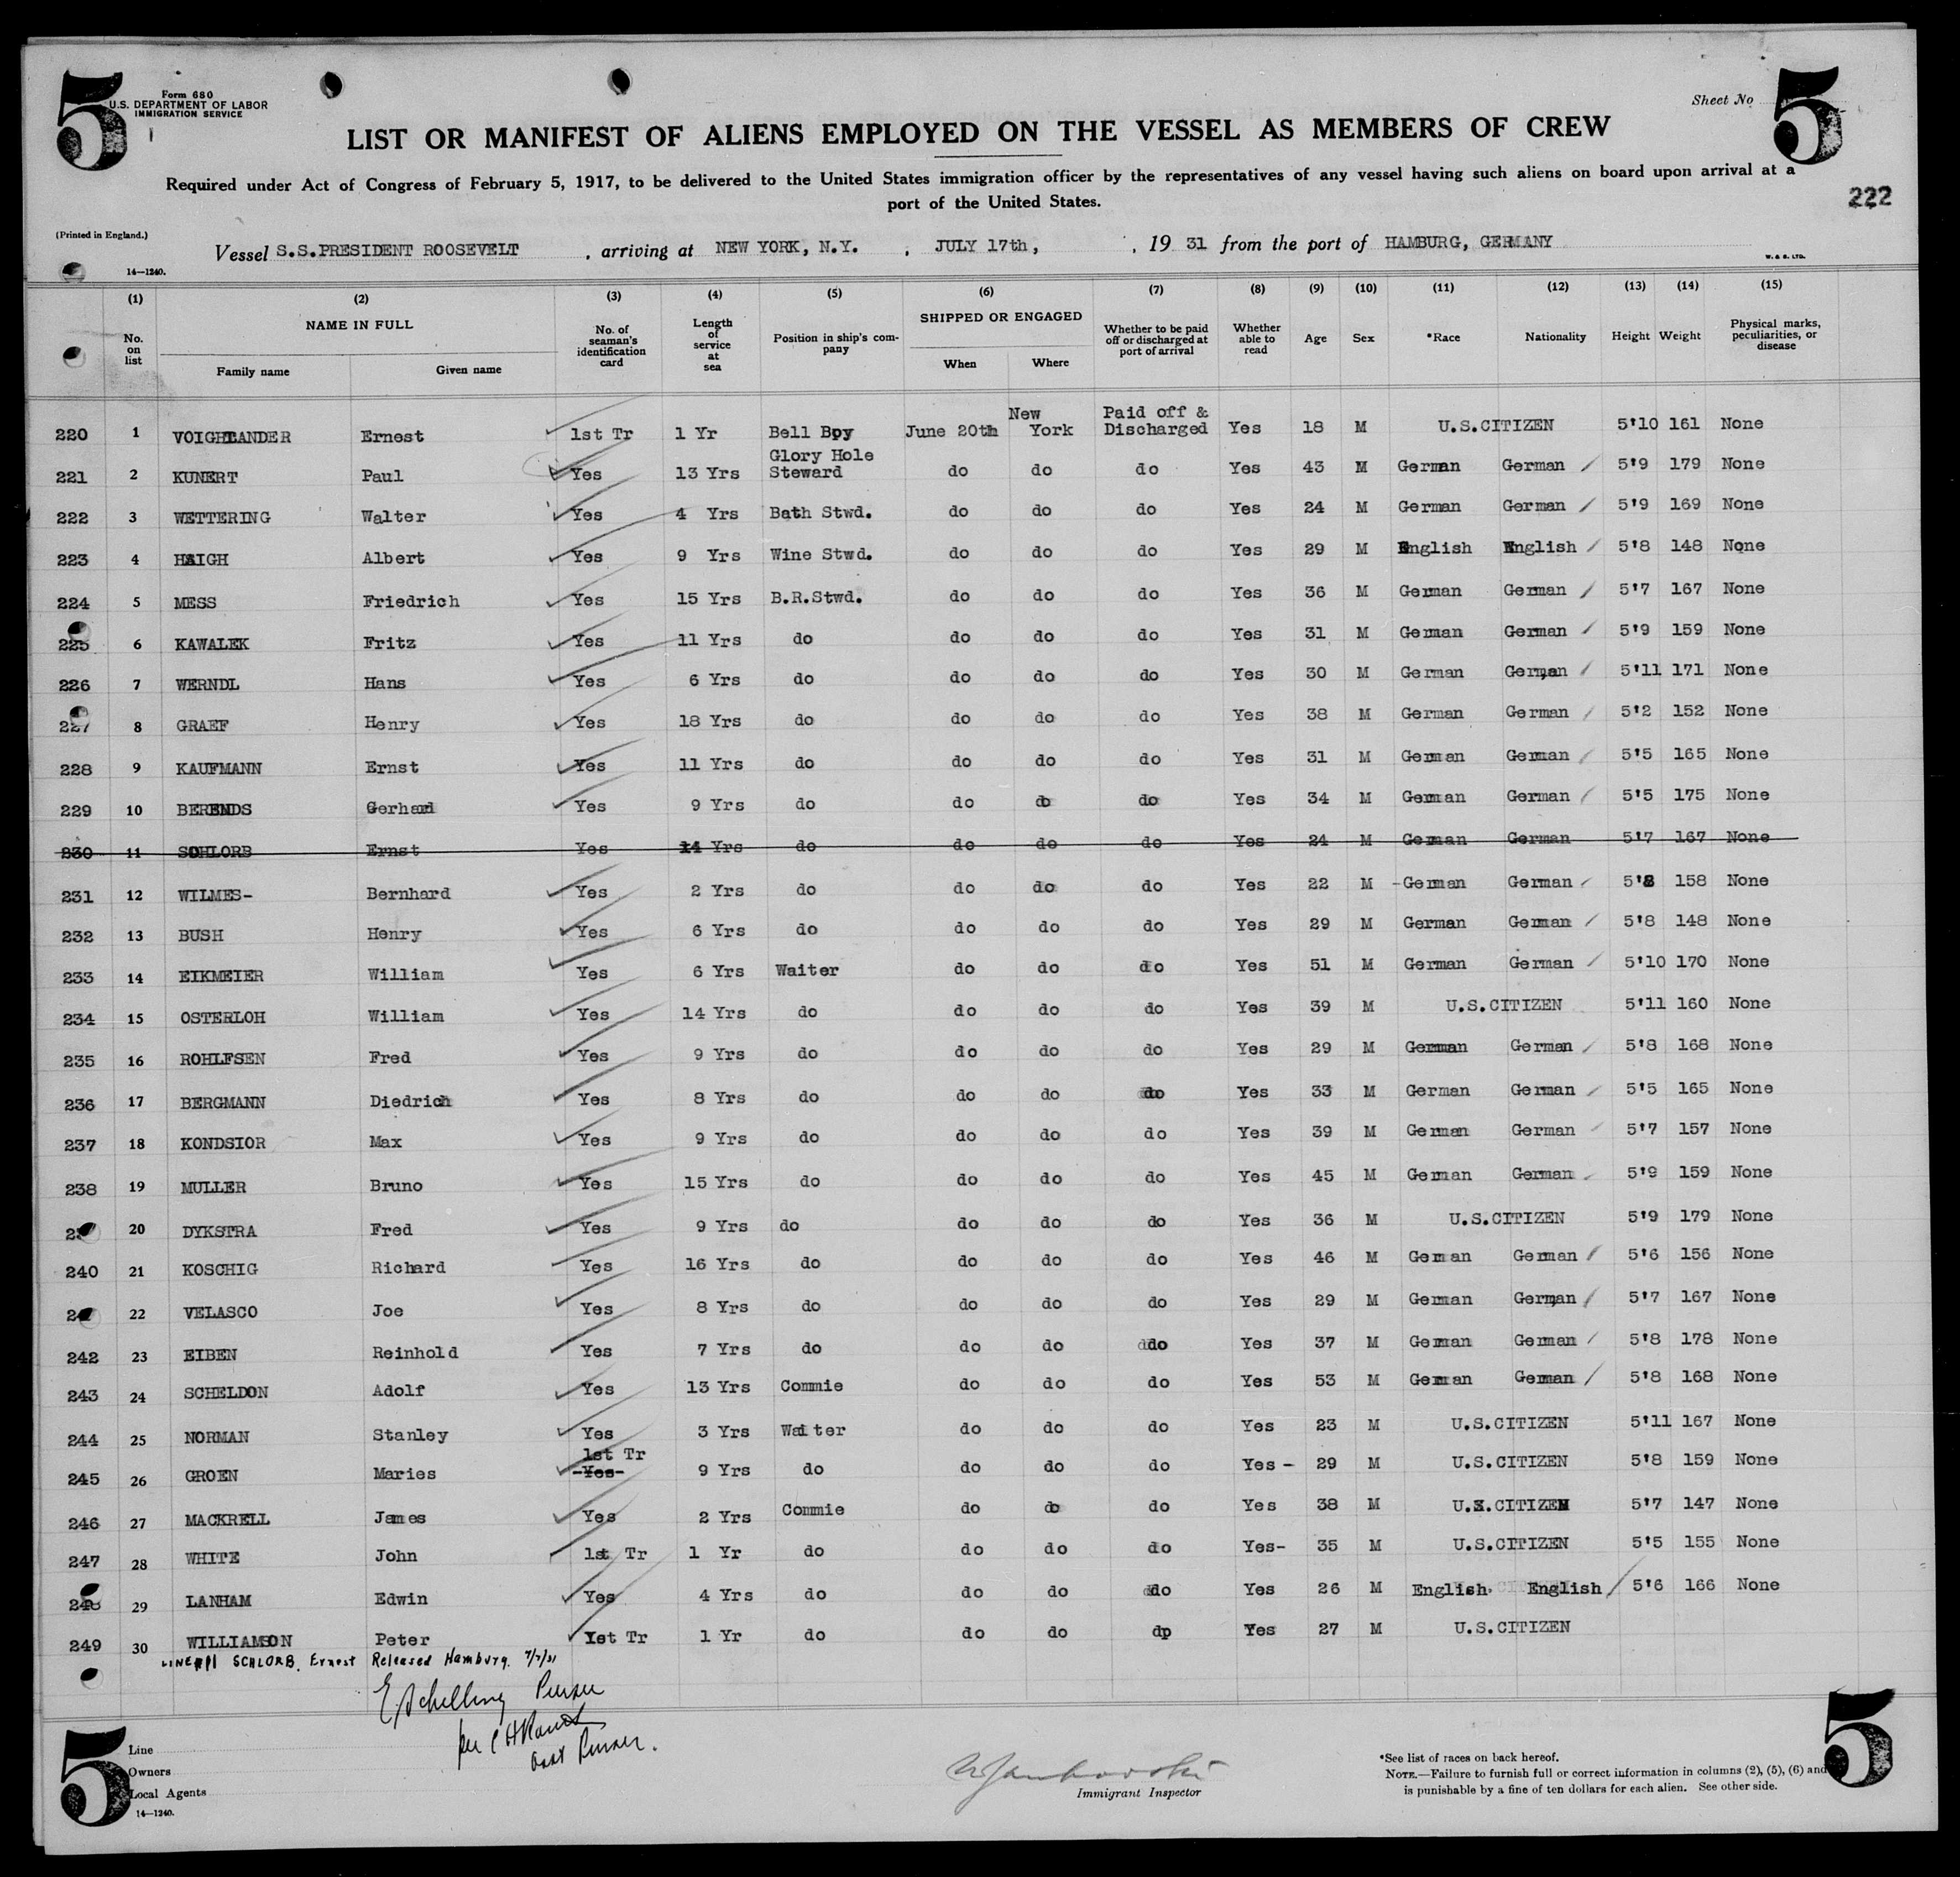 5
5
Form 680
U.S. DEPARTMENT OF LABOR
IMMIGRATION SERVICE
Sheet No
LIST OR MANIFEST OF ALIENS EMPLOYED ON THE VESSEL AS MEMBERS OF CREW
Required under Act of Congress of February 5, 1917, to be delivered to the United States immigration officer by the representatives of any vessel having such aliens on board upon arrival at a
port of the United States.
222
(Printed in England.)
Vessel S.S.PRESIDENT ROOSEVELT , arriving at NEW YORK, N.Y. , JULY 17th, , 19 31 from the port of HAMBURG, GERMANY
14—1240.
W. & S. LTD.
(1) (2) (3) (4) (5) (6) (7) (8) (9) (10) (11) (12) (13) (14) (15)
No. on list NAME IN FULL Family name Given name No. of seaman's identification card Length of service at sea Position in ship's company SHIPPED OR ENGAGED When Where Whether to be paid off or discharged at port of arrival Whether able to read Age Sex *Race Nationality Height Weight Physical marks, peculiarities, or disease
220 1 VOIGHLANDER Ernest 1st Tr 1 Yr Bell Bpy June 20th New York Paid off & Discharged Yes 18 M U.S.CITIZEN 5'10 161 None
221 2 KUNERT Paul Yes 13 Yrs Glory Hole Steward do do do Yes 43 M German German 5'9 179 None
222 3 WETTERING Walter Yes 4 Yrs Bath Stwd. do do do Yes 24 M German German 5'9 169 None
223 4 HAIGH Albert Yes 9 Yrs Wine Stwd. do do do Yes 29 M English English 5'8 148 None
224 5 MESS Friedrich Yes 15 Yrs B.R.Stwd. do do do Yes 36 M German German 5'7 167 None
225 6 KAWALEK Fritz Yes 11 Yrs do do do do Yes 31 M German German 5'9 159 None
226 7 WERNDL Hans Yes 6 Yrs do do do do Yes 30 M German German 5'11 171 None
227 8 GRAEF Henry Yes 18 Yrs do do do do Yes 38 M German German 5'2 152 None
228 9 KAUFMANN Ernst Yes 11 Yrs do do do do Yes 31 M German German 5'5 165 None
229 10 BERENDS Gerhard Yes 9 Yrs do do do do Yes 34 M German German 5'5 175 None
230 11 SCHLORB Ernst Yes 14 Yrs do do do do Yes 24 M German German 5'7 167 None
231 12 WILMES- Bernhard Yes 2 Yrs do do do do Yes 22 M -German German 5'8 158 None
232 13 BUSH Henry Yes 6 Yrs do do do do Yes 29 M German German 5'8 148 None
233 14 EIKMEIER William Yes 6 Yrs Waiter do do do Yes 51 M German German 5'10 170 None
234 15 OSTERLOH William Yes 14 Yrs do do do do Yes 39 M U.S.CITIZEN 5'11 160 None
235 16 ROHLFSEN Fred Yes 9 Yrs do do do do Yes 29 M German German 5'8 168 None
236 17 BERGMANN Diedrich Yes 8 Yrs do do do do Yes 33 M German German 5'5 165 None
237 18 KONDSIOR Max Yes 9 Yrs do do do do Yes 39 M German German 5'7 157 None
238 19 MULLER Bruno Yes 15 Yrs do do do do Yes 45 M German German 5'9 159 None
20 DYKSTRA Fred Yes 9 Yrs do do do do Yes 36 M U.S.CITIZEN 5'9 179 None
240 21 KOSCHIG Richard Yes 16 Yrs do do do do Yes 46 M German German 5'6 156 None
22 VELASCO Joe Yes 8 Yrs do do do do Yes 29 M German German 5'7 167 None
242 23 EIBEN Reinhold Yes 7 Yrs do do do do Yes 37 M German German 5'8 178 None
243 24 SCHELDON Adolf Yes 13 Yrs Commie do do do Yes 53 M German German 5'8 168 None
244 25 NORMAN Stanley Yes 3 Yrs Waiter do do do Yes 23 M U.S.CITIZEN 5'11 167 None
245 26 GROEN Maries 1st Tr -Yes- 9 Yrs do do do do Yes - 29 M U.S.CITIZEN 5'8 159 None
246 27 MACKRELL James Yes 2 Yrs Commie do do do Yes 38 M U.S.CITIZEN 5'7 147 None
247 28 WHITE John 1st Tr 1 Yr do do do do Yes- 35 M U.S.CITIZEN 5'5 155 None
248 29 LANHAM Edwin Yes 4 Yrs do do do do Yes 26 M English English 5'6 166 None
249 30 WILLIAMSON Peter 1st Tr 1 Yr do do do dp Yes 27 M U.S.CITIZEN
LINE#11 SCHLORB, Ernest Released Hamburg. 7/7/31
E Schelling Purser
per C H
asst Purser.
5
5
Line
Owners
Local Agents
14—1240.
Immigrant Inspector
*See list of races on back hereof.
NOTE.—Failure to furnish full or correct information in columns (2), (5), (6) and
is punishable by a fine of ten dollars for each alien. See other side.